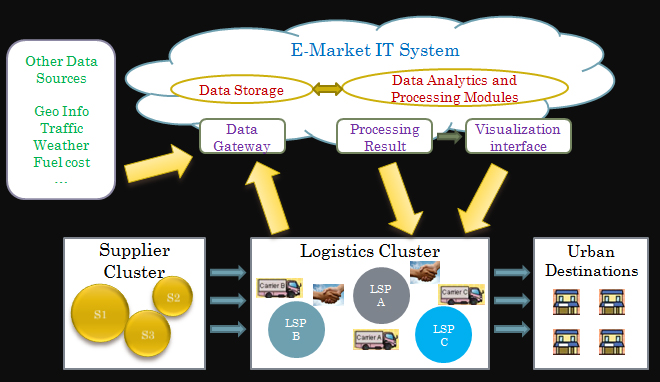 E-Market IT System
Other Data
Sources
Geo Info
Traffic
Weather
Fuel cost
...
Data Storage
Data Analytics and
Processing Modules
Data
Gateway
Processing
Result
Visualization
interface
Supplier
Cluster
S1
S2
S3
Logistics Cluster
Carrier B
LSP
B
LSP
A
Carrier A
Carrier C
LSP
C
Urban
Destinations